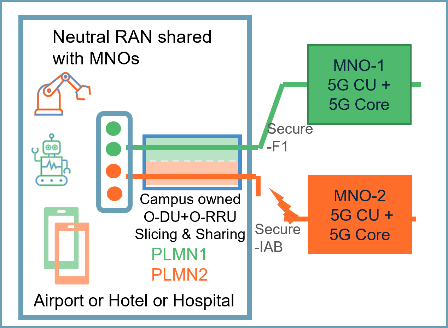 Neutral RAN shared
with MNOs
MNO-1
5G CU +
5G Core
Secure
-F1
Campus owned
O-DU+O-RRU
Slicing & Sharing
PLMN1
PLMN2
MNO-2
5G CU +
5G Core
Secure
-IAB
Airport or Hotel or Hospital